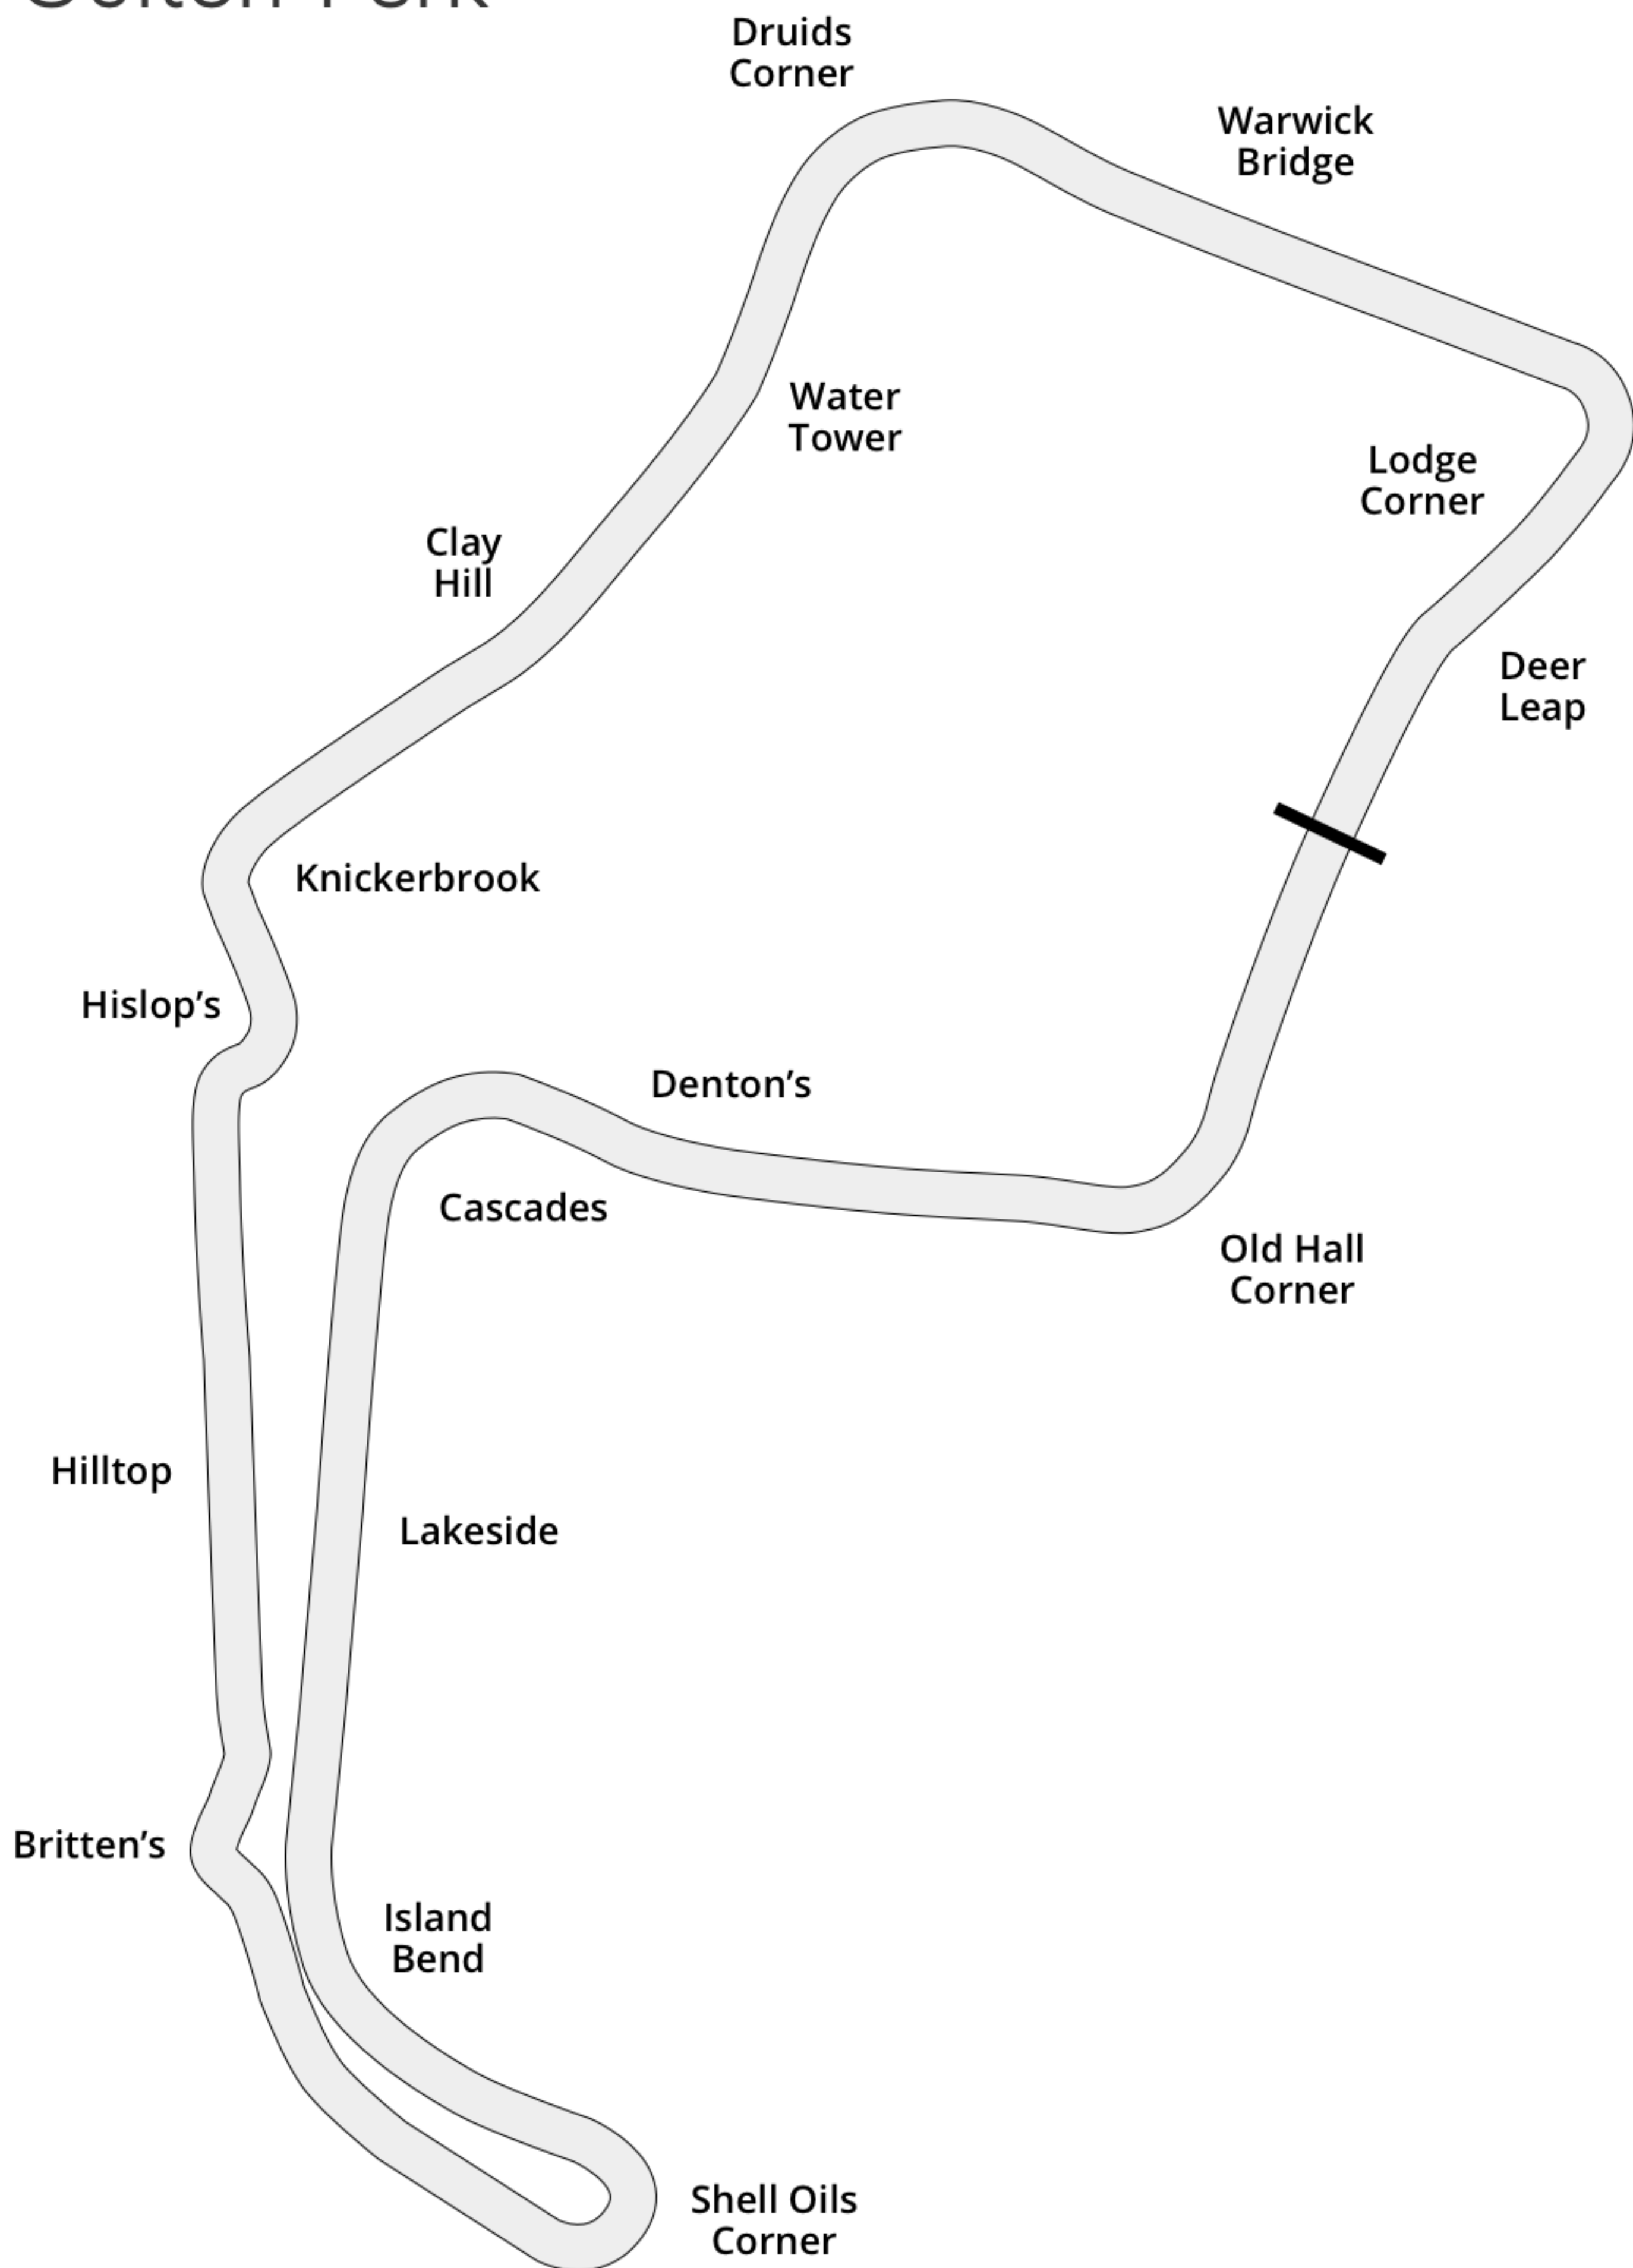 Druids
Corner
Warwick
Bridge
Water
Tower
Lodge
Corner
Clay
Hill
Deer
Leap
Knickerbrook
Hislop’s
Denton’s
Cascades
Old Hall
Corner
Hilltop
Lakeside
Britten’s
Island
Bend
Shell Oils
Corner